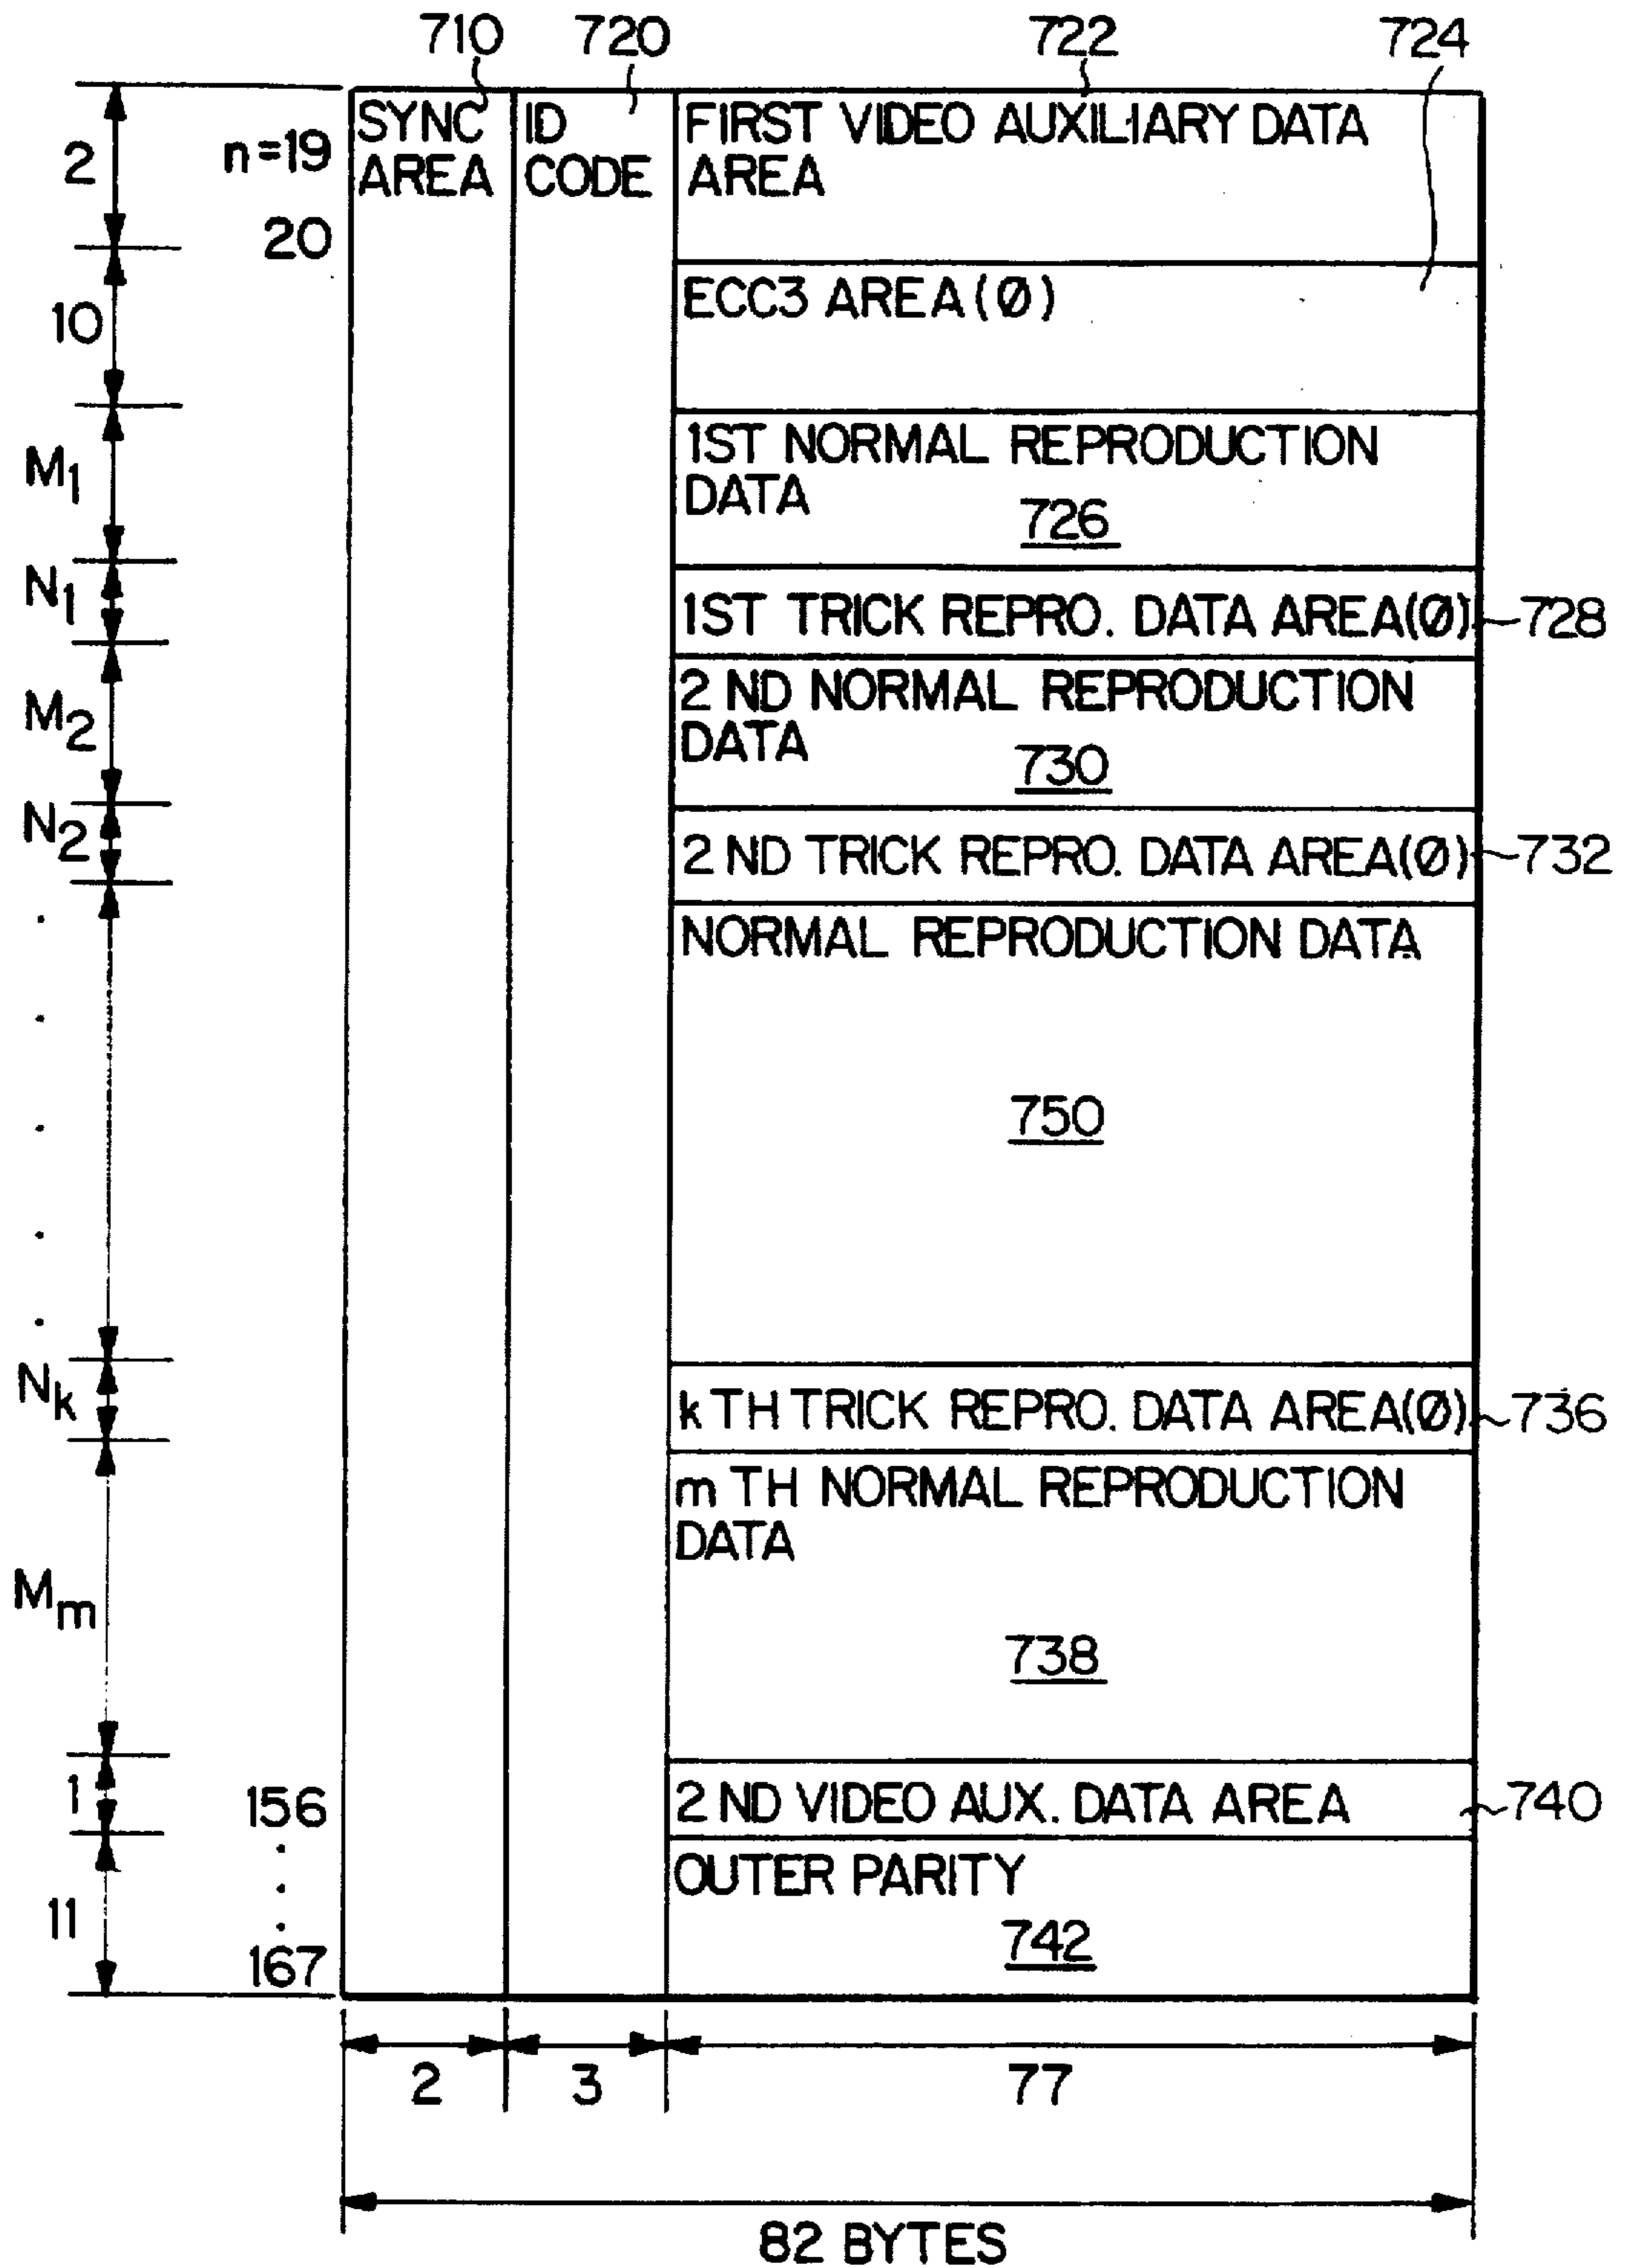 710 720 722 724
2 n=19 SYNC AREA ID CODE FIRST VIDEO AUXILIARY DATA
AREA
20
10 ECC3 AREA(Ø)
M1 1ST NORMAL REPRODUCTION
DATA
726
N1 1ST TRICK REPRO. DATA AREA(Ø) 728
M2 2 ND NORMAL REPRODUCTION
DATA
730
N2 2 ND TRICK REPRO. DATA AREA(Ø) 732
NORMAL REPRODUCTION DATA
750
Nk k TH TRICK REPRO. DATA AREA(Ø) 736
Mm m TH NORMAL REPRODUCTION
DATA
738
1 156 2 ND VIDEO AUX. DATA AREA 740
11 OUTER PARITY
742
167
2 3 77
82 BYTES